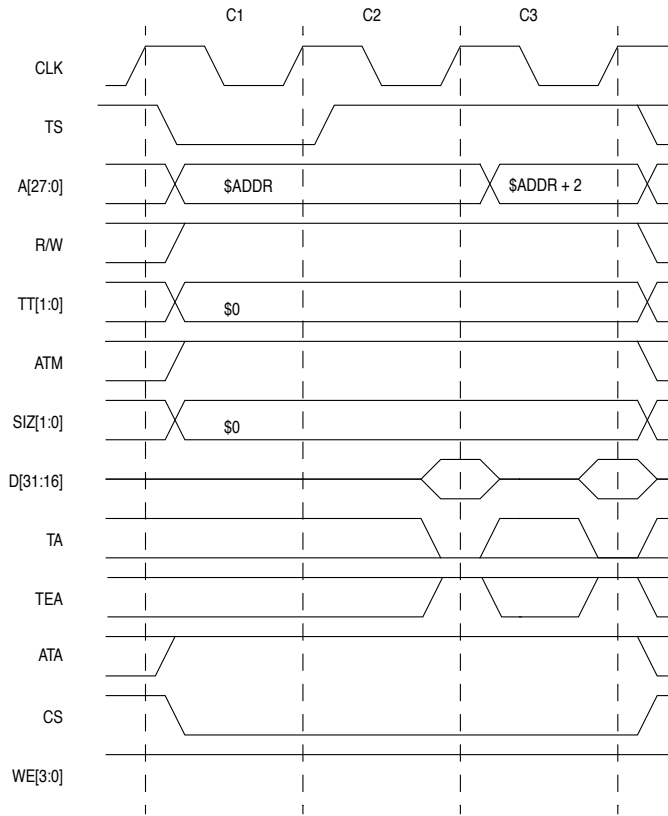 C1 C2 C3
CLK
TS
A[27:0] $ADDR $ADDR + 2
R/W
TT[1:0] $0
ATM
SIZ[1:0] $0
D[31:16]
TA
TEA
ATA
CS
WE[3:0]